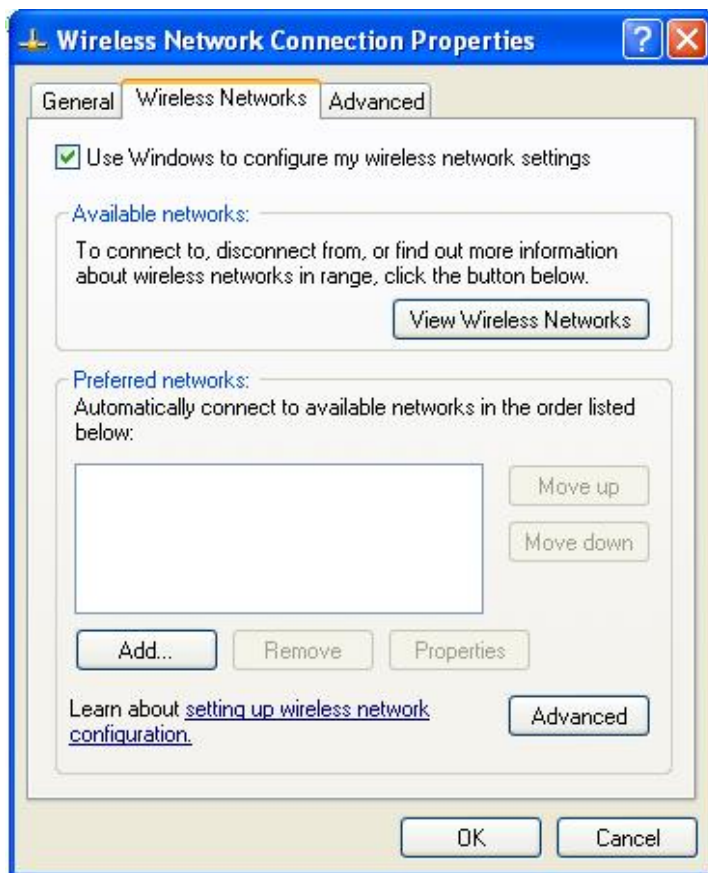 Wireless Network Connection Properties
General Wireless Networks Advanced
Use Windows to configure my wireless network settings
Available networks:
To connect to, disconnect from, or find out more information
about wireless networks in range, click the button below.
View Wireless Networks
Preferred networks:
Automatically connect to available networks in the order listed
below:
Move up
Move down
Add... Remove Properties
Learn about setting up wireless network
configuration.
Advanced
OK Cancel